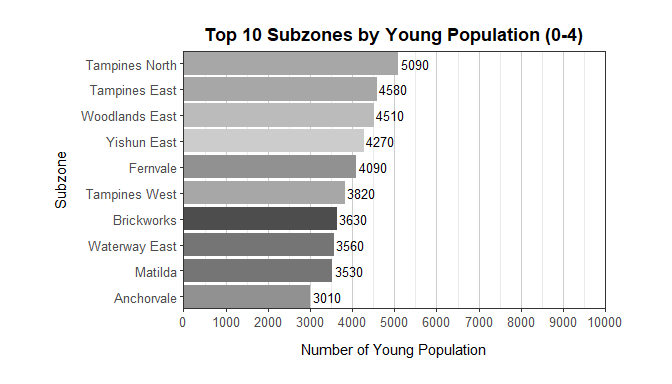 Top 10 Subzones by Young Population (0-4)
Subzone
Tampines North 5090
Tampines East 4580
Woodlands East 4510
Yishun East 4270
Fernvale 4090
Tampines West 3820
Brickworks 3630
Waterway East 3560
Matilda 3530
Anchorvale 3010
0 1000 2000 3000 4000 5000 6000 7000 8000 9000 10000
Number of Young Population